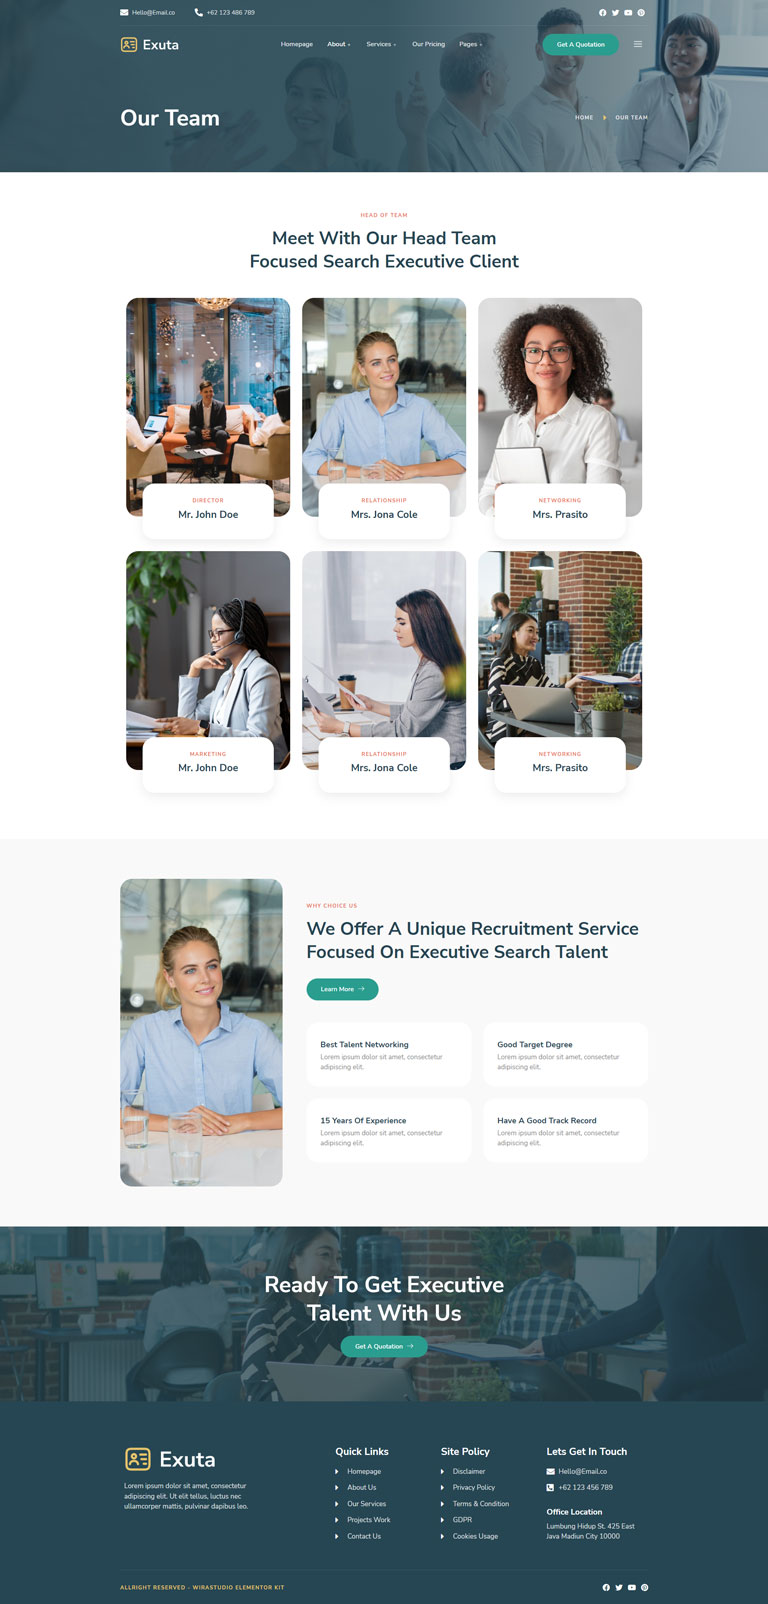 Hello@Email.co +62 123 486 789
Exuta Homepage About Services Our Pricing Pages Get A Quotation
Our Team HOME OUR TEAM
HEAD OF TEAM
Meet With Our Head Team
Focused Search Executive Client
DIRECTOR
Mr. John Doe
RELATIONSHIP
Mrs. Jona Cole
NETWORKING
Mrs. Prasito
MARKETING
Mr. John Doe
RELATIONSHIP
Mrs. Jona Cole
NETWORKING
Mrs. Prasito
WHY CHOICE US
We Offer A Unique Recruitment Service
Focused On Executive Search Talent
Learn More
Best Talent Networking
Lorem ipsum dolor sit amet, consectetur
adipiscing elit.
Good Target Degree
Lorem ipsum dolor sit amet, consectetur
adipiscing elit.
15 Years Of Experience
Lorem ipsum dolor sit amet, consectetur
adipiscing elit.
Have A Good Track Record
Lorem ipsum dolor sit amet, consectetur
adipiscing elit.
Ready To Get Executive
Talent With Us
Get A Quotation
Exuta
Lorem ipsum dolor sit amet, consectetur
adipiscing elit. Ut elit tellus, luctus nec
ullamcorper mattis, pulvinar dapibus leo.
Quick Links
Homepage
About Us
Our Services
Projects Work
Contact Us
Site Policy
Disclaimer
Privacy Policy
Terms & Condition
GDPR
Cookies Usage
Lets Get In Touch
Hello@Email.co
+62 123 456 789
Office Location
Lumbung Hidup St. 425 East
Java Madiun City 10000
ALLRIGHT RESERVED - WIRASTUDIO ELEMENTOR KIT